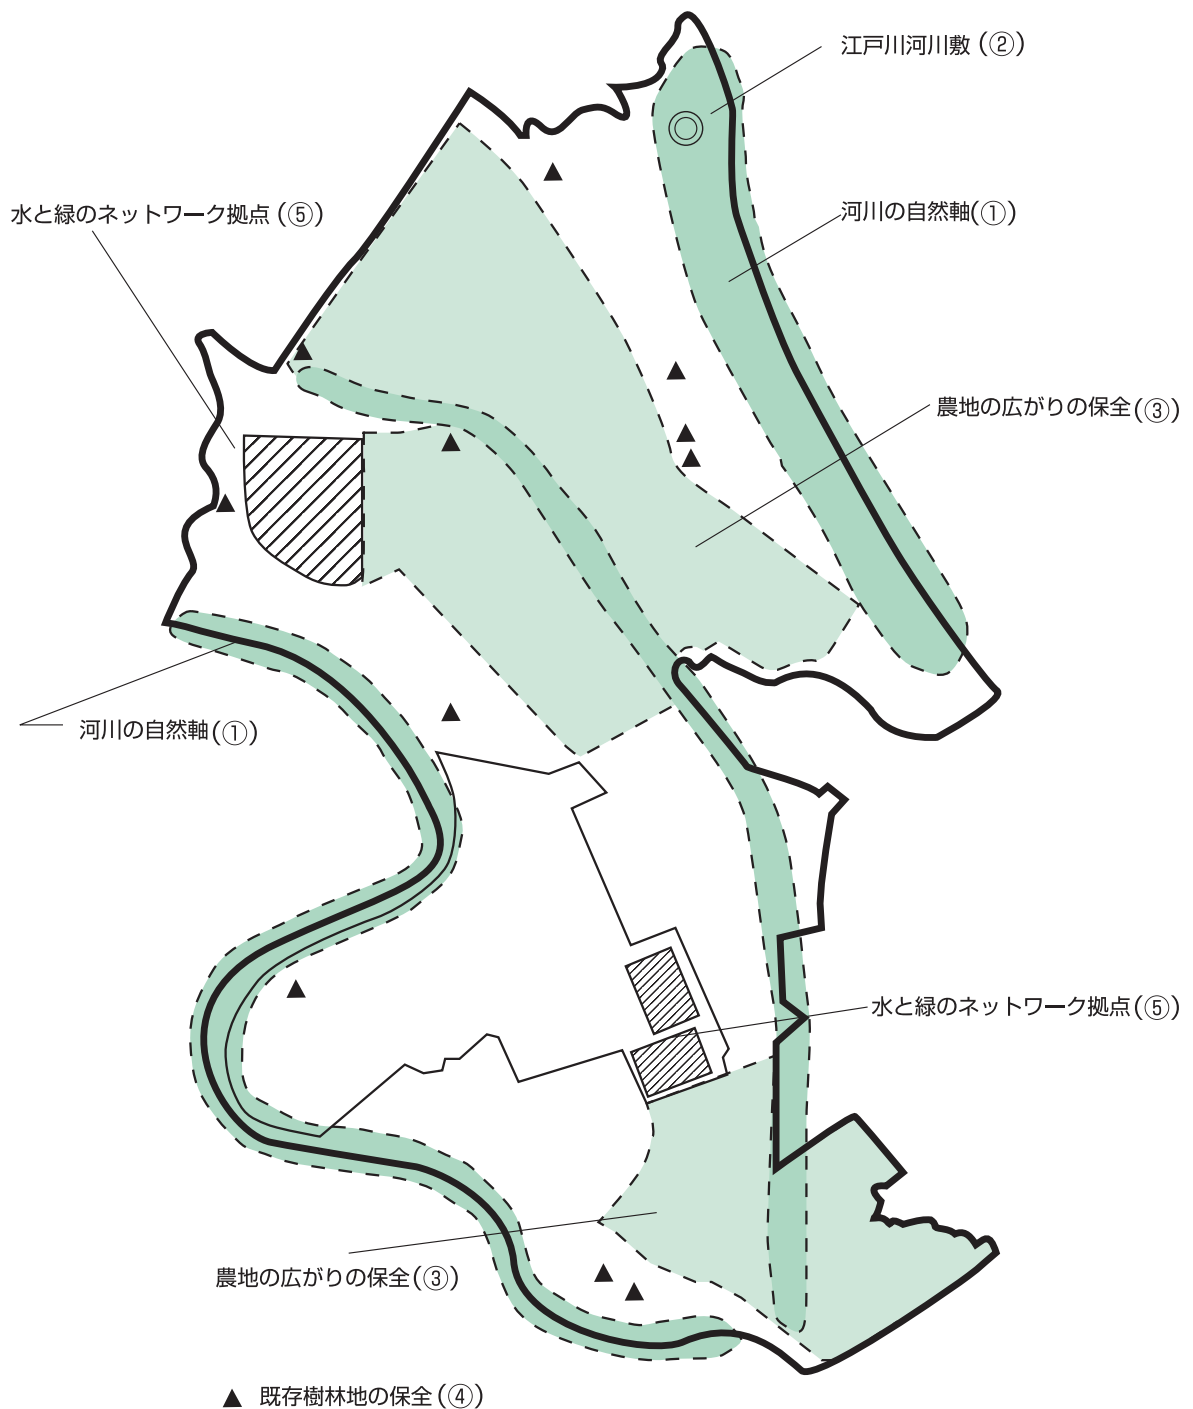 江戸川河川敷(②)
水と緑のネットワーク拠点(⑤)
河川の自然軸(①)
農地の広がりの保全(③)
河川の自然軸(①)
水と緑のネットワーク拠点(⑤)
農地の広がりの保全(③)
▲ 既存樹林地の保全(④)